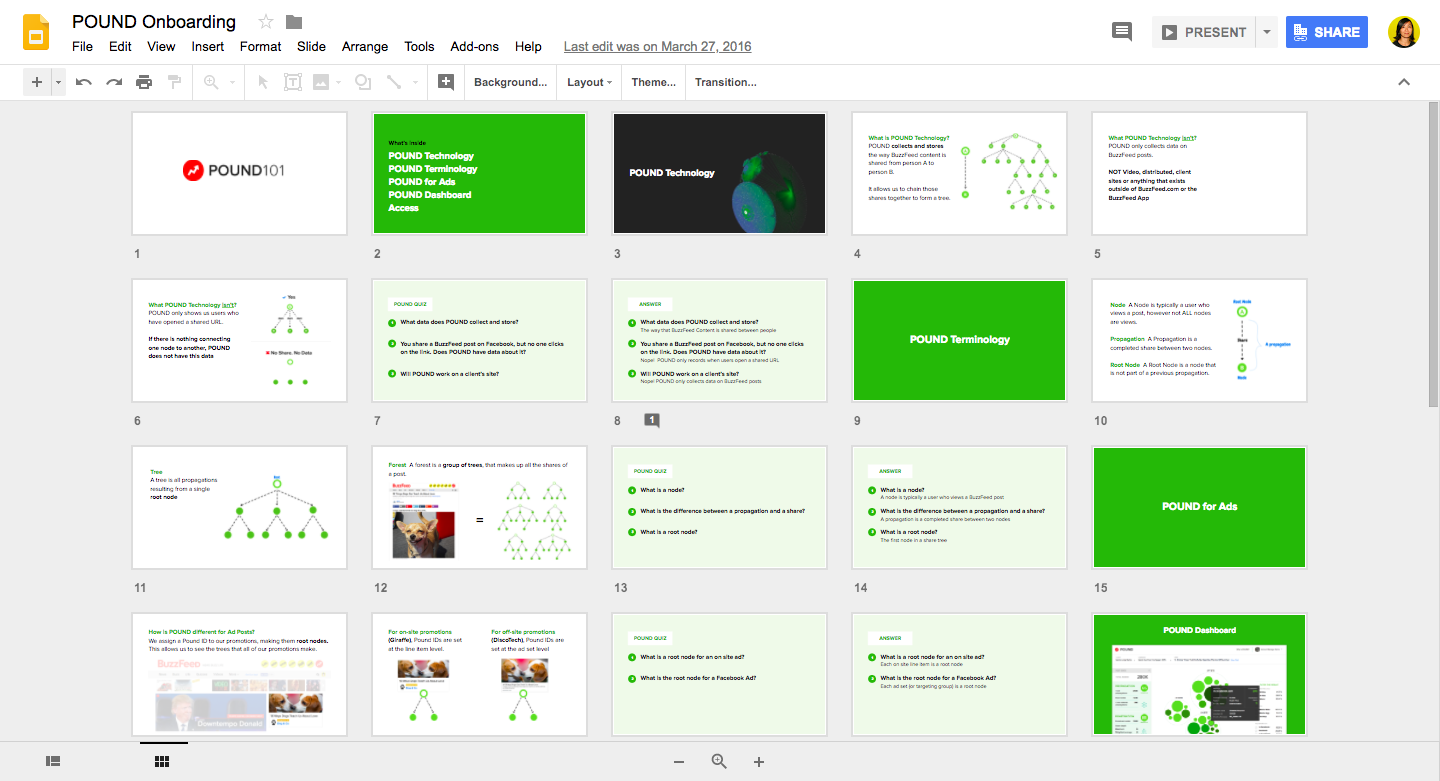 POUND Onboarding
File Edit View Insert Format Slide Arrange Tools Add-ons Help Last edit was on March 27, 2016
PRESENT
SHARE
Background... Layout Theme... Transition...
POUND101
1
What's inside
POUND Technology
POUND Terminology
POUND for Ads
POUND Dashboard
Access
2
POUND Technology
3
What is POUND Technology?
POUND collects and stores
the way BuzzFeed content is
shared from person A to
person B.
It allows us to chain those
shares together to form a tree.
4
What POUND Technology isn't?
POUND only collects data on
BuzzFeed posts.
NOT Video, distributed, client
sites or anything that exists
outside of BuzzFeed.com or the
BuzzFeed App
5
What POUND Technology isn't?
POUND only shows us users who
have opened a shared URL.
If there is nothing connecting
one node to another, POUND
does not have this data
Yes
No Share, No Data
6
POUND QUIZ
1 What data does POUND collect and store?
2 You share a BuzzFeed post on Facebook, but no one clicks
on the link. Does POUND have data about it?
3 Will POUND work on a client's site?
7
ANSWER
1 What data does POUND collect and store?
The way that BuzzFeed Content is shared between people
2 You share a BuzzFeed post on Facebook, but no one clicks
on the link. Does POUND have data about it?
Nope! POUND only records when users open a shared URL
3 Will POUND work on a client's site?
Nope! POUND only collects data on BuzzFeed posts
8
1
POUND Terminology
9
Node A Node is typically a user who
views a post, however not ALL nodes
are views.
Propagation A Propagation is a
completed share between two nodes.
Root Node A Root Node is a node that
is not part of a previous propagation.
Root Node
A
Share
A propagation
B
Node
10
Tree
A tree is all propagations
resulting from a single
root node
11
Forest A forest is a group of trees, that makes up all the shares of
a post.
BuzzFeed
=
12
POUND QUIZ
1 What is a node?
2 What is the difference between a propagation and a share?
3 What is a root node?
13
ANSWER
1 What is a node?
A node is typically a user who views a BuzzFeed post
2 What is the difference between a propagation and a share?
A propagation is a completed share between two nodes
3 What is a root node?
The first node in a share tree
14
POUND for Ads
15
How is POUND different for Ad Posts?
We assign a Pound ID to our promotions, making them root nodes.
This allows us to see the trees that all of our promotions make.
BuzzFeed
Downtempo Donald
For on-site promotions
(Giraffe), Pound IDs are set
at the line item level.
For off-site promotions
(DiscoTech), Pound IDs are
set at the ad set level
POUND QUIZ
1 What is a root node for an on site ad?
2 What is the root node for a Facebook Ad?
ANSWER
1 What is a root node for an on site ad?
Each on site line item is a root node
2 What is the root node for a Facebook Ad?
Each ad set (or targeting group) is a root node
POUND Dashboard